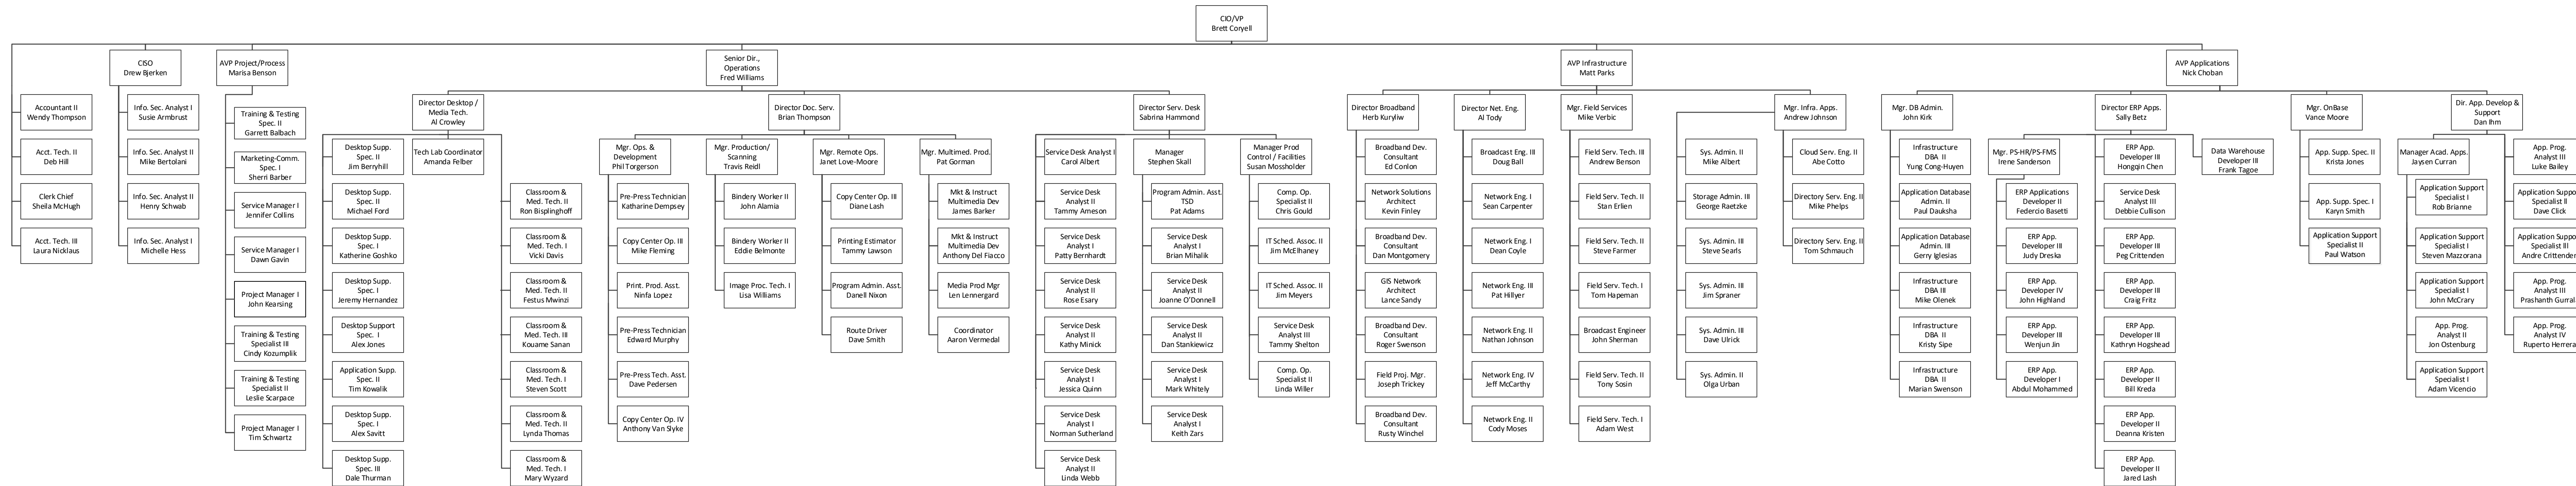 CIO/VP
Brett Coryell
CISO
Drew Bjerken
AVP Project/Process
Marisa Benson
Senior Dir.,
Operations
Fred Williams
AVP Infrastructure
Matt Parks
AVP Applications
Nick Choban
Accountant II
Wendy Thompson
Acct. Tech. II
Deb Hill
Clerk Chief
Sheila McHugh
Acct. Tech. III
Laura Nicklaus
Info. Sec. Analyst I
Susie Armbrust
Info. Sec. Analyst II
Mike Bertolani
Info. Sec. Analyst II
Henry Schwab
Info. Sec. Analyst I
Michelle Hess
Training & Testing
Spec. II
Garrett Balbach
Marketing-Comm.
Spec. I
Sherri Barber
Service Manager I
Jennifer Collins
Service Manager I
Dawn Gavin
Project Manager I
John Kearsing
Training & Testing
Specialist III
Cindy Kozumplik
Training & Testing
Specialist II
Leslie Scarpace
Project Manager I
Tim Schwartz
Director Desktop /
Media Tech.
Al Crowley
Desktop Supp.
Spec. II
Jim Berryhill
Desktop Supp.
Spec. II
Michael Ford
Desktop Supp.
Spec. I
Katherine Goshko
Desktop Supp.
Spec. I
Jeremy Hernandez
Desktop Support
Spec. I
Alex Jones
Application Supp.
Spec. II
Tim Kowalik
Desktop Supp.
Spec. I
Alex Savitt
Desktop Supp.
Spec. III
Dale Thurman
Tech Lab Coordinator
Amanda Felber
Classroom &
Med. Tech. II
Ron Bisplinghoff
Classroom &
Med. Tech. I
Vicki Davis
Classroom &
Med. Tech. II
Festus Mwinzi
Classroom &
Med. Tech. III
Kouame Sanan
Classroom &
Med. Tech. I
Steven Scott
Classroom &
Med. Tech. II
Lynda Thomas
Classroom &
Med. Tech. I
Mary Wyzard
Director Doc. Serv.
Brian Thompson
Mgr. Ops. &
Development
Phil Torgerson
Pre-Press Technician
Katharine Dempsey
Copy Center Op. III
Mike Fleming
Print. Prod. Asst.
Ninfa Lopez
Pre-Press Technician
Edward Murphy
Pre-Press Tech. Asst.
Dave Pedersen
Copy Center Op. IV
Anthony Van Slyke
Mgr. Production/
Scanning
Travis Reidl
Bindery Worker II
John Alamia
Bindery Worker II
Eddie Belmonte
Image Proc. Tech. I
Lisa Williams
Mgr. Remote Ops.
Janet Love-Moore
Copy Center Op. III
Diane Lash
Printing Estimator
Tammy Lawson
Program Admin. Asst.
Danell Nixon
Route Driver
Dave Smith
Mgr. Multimed. Prod.
Pat Gorman
Mkt & Instruct
Multimedia Dev
James Barker
Mkt & Instruct
Multimedia Dev
Anthony Del Fiacco
Media Prod Mgr
Len Lennergard
Coordinator
Aaron Vermedal
Director Serv. Desk
Sabrina Hammond
Service Desk Analyst I
Carol Albert
Service Desk
Analyst II
Tammy Arneson
Service Desk
Analyst I
Patty Bernhardt
Service Desk
Analyst II
Rose Esary
Service Desk
Analyst II
Kathy Minick
Service Desk
Analyst I
Jessica Quinn
Service Desk
Analyst I
Norman Sutherland
Service Desk
Analyst II
Linda Webb
Manager
Stephen Skall
Program Admin. Asst.
TSD
Pat Adams
Service Desk
Analyst I
Brian Mihalik
Service Desk
Analyst II
Joanne O'Donnell
Service Desk
Analyst II
Dan Stankiewicz
Service Desk
Analyst I
Mark Whitely
Service Desk
Analyst I
Keith Zars
Manager Prod
Control / Facilities
Susan Mossholder
Comp. Op.
Specialist II
Chris Gould
IT Sched. Assoc. II
Jim McElhaney
IT Sched. Assoc. II
Jim Meyers
Service Desk
Analyst III
Tammy Shelton
Comp. Op.
Specialist II
Linda Willer
Director Broadband
Herb Kuryliw
Broadband Dev.
Consultant
Ed Conlon
Network Solutions
Architect
Kevin Finley
Broadband Dev.
Consultant
Dan Montgomery
GIS Network
Architect
Lance Sandy
Broadband Dev.
Consultant
Roger Swenson
Field Proj. Mgr.
Joseph Trickey
Broadband Dev.
Consultant
Rusty Winchel
Director Net. Eng.
Al Tody
Broadcast Eng. III
Doug Ball
Network Eng. I
Sean Carpenter
Network Eng. I
Dean Coyle
Network Eng. III
Pat Hillyer
Network Eng. II
Nathan Johnson
Network Eng. IV
Jeff McCarthy
Network Eng. II
Cody Moses
Mgr. Field Services
Mike Verbic
Field Serv. Tech. III
Andrew Benson
Field Serv. Tech. II
Stan Erlien
Field Serv. Tech. II
Steve Farmer
Field Serv. Tech. I
Tom Hapeman
Broadcast Engineer
John Sherman
Field Serv. Tech. II
Tony Sosin
Field Serv. Tech. I
Adam West
Mgr. Infra. Apps.
Andrew Johnson
Sys. Admin. II
Mike Albert
Storage Admin. III
George Raetzke
Sys. Admin. III
Steve Searls
Sys. Admin. III
Jim Spraner
Sys. Admin. III
Dave Ulrick
Sys. Admin. II
Olga Urban
Cloud Serv. Eng. II
Abe Cotto
Directory Serv. Eng. II
Mike Phelps
Directory Serv. Eng. II
Tom Schmauch
Mgr. DB Admin.
John Kirk
Infrastructure
DBA II
Yung Cong-Huyen
Application Database
Admin. II
Paul Dauksha
Application Database
Admin. III
Gerry Iglesias
Infrastructure
DBA III
Mike Olenek
Infrastructure
DBA II
Kristy Sipe
Infrastructure
DBA II
Marian Swenson
Director ERP Apps.
Sally Betz
Mgr. PS-HR/PS-FMS
Irene Sanderson
ERP Applications
Developer II
Federcio Basetti
ERP App.
Developer III
Judy Dreska
ERP App.
Developer IV
John Highland
ERP App.
Developer III
Wenjun Jin
ERP App.
Developer I
Abdul Mohammed
ERP App.
Developer III
Hongqin Chen
Service Desk
Analyst III
Debbie Cullison
ERP App.
Developer III
Peg Crittenden
ERP App.
Developer III
Craig Fritz
ERP App.
Developer III
Kathryn Hogshead
ERP App.
Developer II
Bill Kreda
ERP App.
Developer II
Deanna Kristen
ERP App.
Developer II
Jared Lash
Data Warehouse
Developer III
Frank Tagoe
Mgr. OnBase
Vance Moore
App. Supp. Spec. II
Krista Jones
App. Supp. Spec. I
Karyn Smith
Application Support
Specialist II
Paul Watson
Dir. App. Develop &
Support
Dan Ihm
Manager Acad. Apps.
Jaysen Curran
Application Support
Specialist I
Rob Brianne
Application Support
Specialist I
Steven Mazzorana
Application Support
Specialist I
John McCrary
App. Prog.
Analyst II
Jon Ostenburg
Application Support
Specialist I
Adam Vicencio
App. Prog.
Analyst III
Luke Bailey
Application Suppo
Specialist II
Dave Click
Application Suppo
Specialist III
Andre Crittender
App. Prog.
Analyst III
Prashanth Gurral
App. Prog.
Analyst IV
Ruperto Herrera